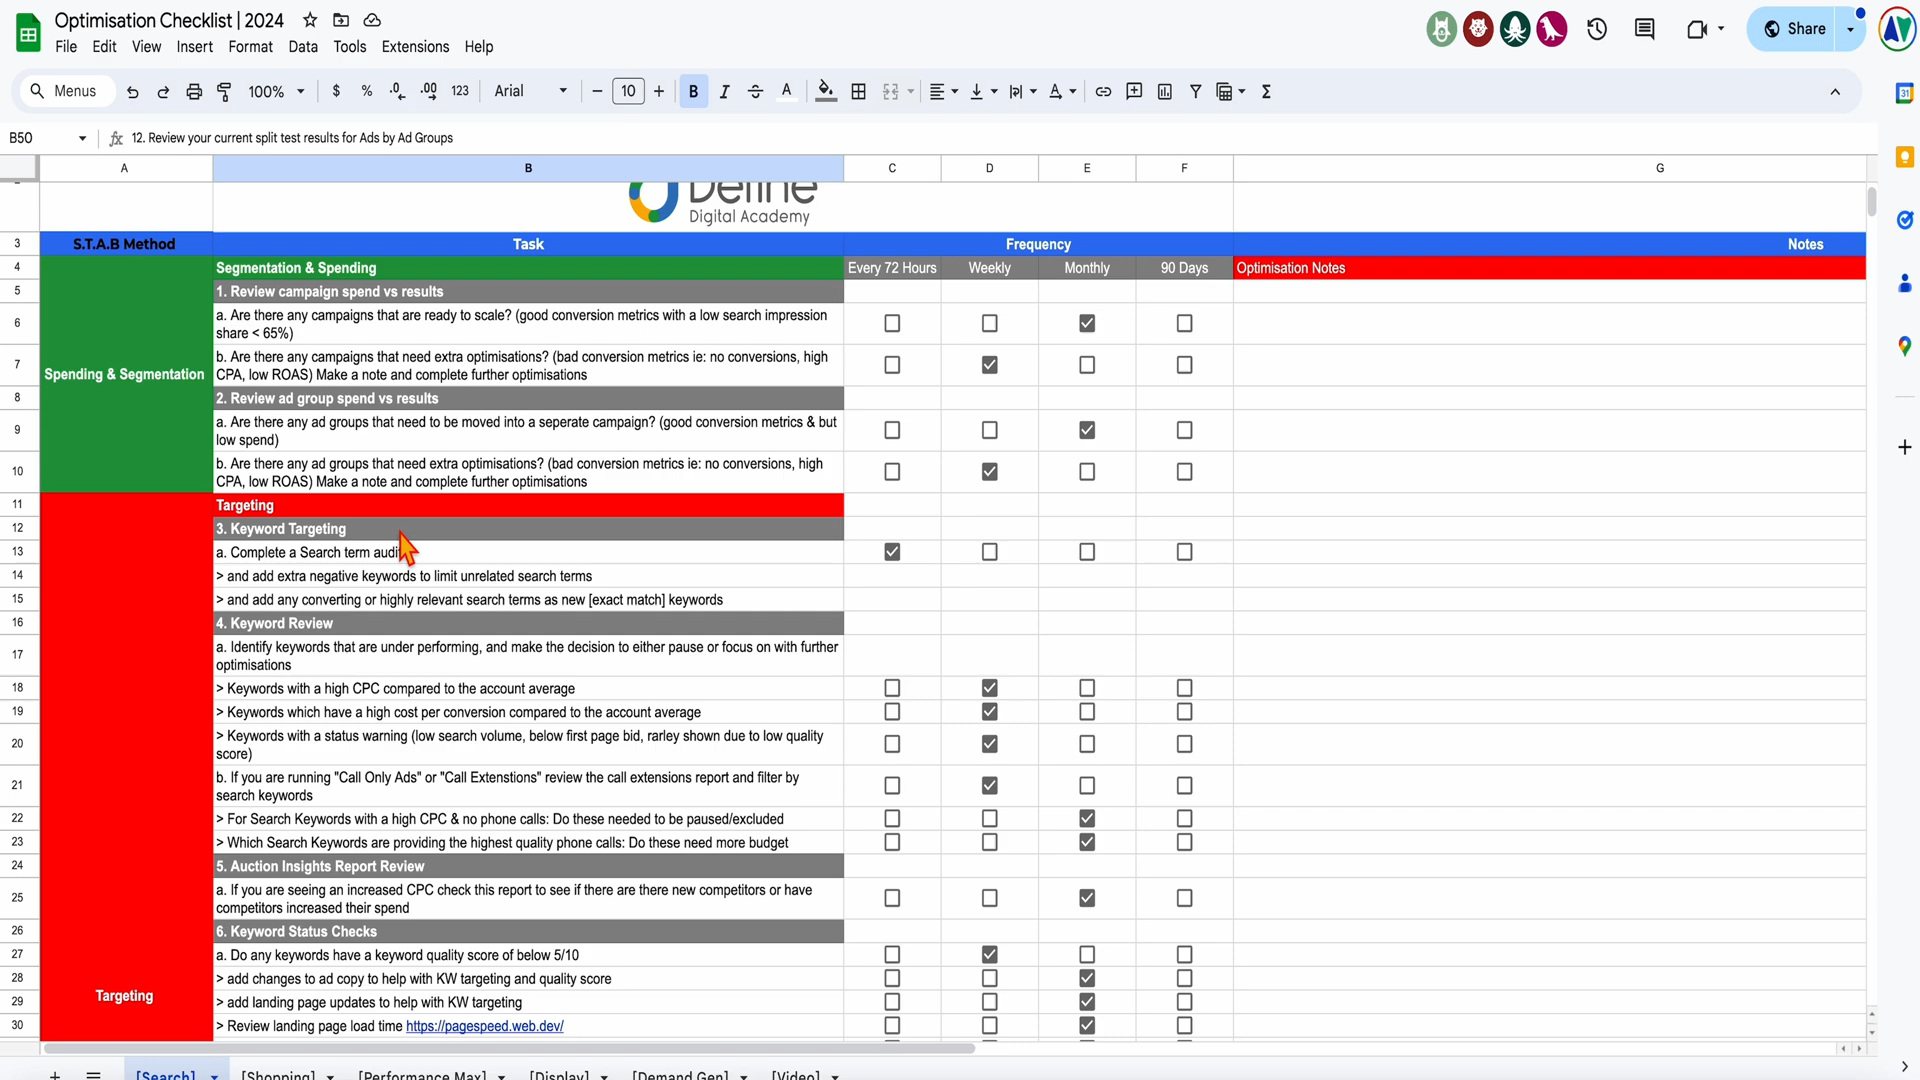 Optimisation Checklist | 2024
File Edit View Insert Format Data Tools Extensions Help
Share
Menus 100% $ % .0 .00 123 Arial 10 B I A
B50 fx 12. Review your current split test results for Ads by Ad Groups
A B C D E F G
Define
Digital Academy
3 S.T.A.B Method Task Frequency Notes
4 Segmentation & Spending Every 72 Hours Weekly Monthly 90 Days Optimisation Notes
5 1. Review campaign spend vs results
6 a. Are there any campaigns that are ready to scale? (good conversion metrics with a low search impression
share < 65%)
7 b. Are there any campaigns that need extra optimisations? (bad conversion metrics ie: no conversions, high
CPA, low ROAS) Make a note and complete further optimisations
Spending & Segmentation
8 2. Review ad group spend vs results
9 a. Are there any ad groups that need to be moved into a seperate campaign? (good conversion metrics & but
low spend)
10 b. Are there any ad groups that need extra optimisations? (bad conversion metrics ie: no conversions, high
CPA, low ROAS) Make a note and complete further optimisations
11 Targeting
12 3. Keyword Targeting
13 a. Complete a Search term audit
14 > and add extra negative keywords to limit unrelated search terms
15 > and add any converting or highly relevant search terms as new [exact match] keywords
16 4. Keyword Review
17 a. Identify keywords that are under performing, and make the decision to either pause or focus on with further
optimisations
18 > Keywords with a high CPC compared to the account average
19 > Keywords which have a high cost per conversion compared to the account average
20 > Keywords with a status warning (low search volume, below first page bid, rarley shown due to low quality
score)
21 b. If you are running "Call Only Ads" or "Call Extenstions" review the call extensions report and filter by
search keywords
22 > For Search Keywords with a high CPC & no phone calls: Do these needed to be paused/excluded
23 > Which Search Keywords are providing the highest quality phone calls: Do these need more budget
24 5. Auction Insights Report Review
25 a. If you are seeing an increased CPC check this report to see if there are there new competitors or have
competitors increased their spend
26 6. Keyword Status Checks
27 a. Do any keywords have a keyword quality score of below 5/10
28 > add changes to ad copy to help with KW targeting and quality score
Targeting
29 > add landing page updates to help with KW targeting
30 > Review landing page load time https://pagespeed.web.dev/
[Search] [Shopping] [Performance Max] [Display] [Demand Gen] [Video]
31